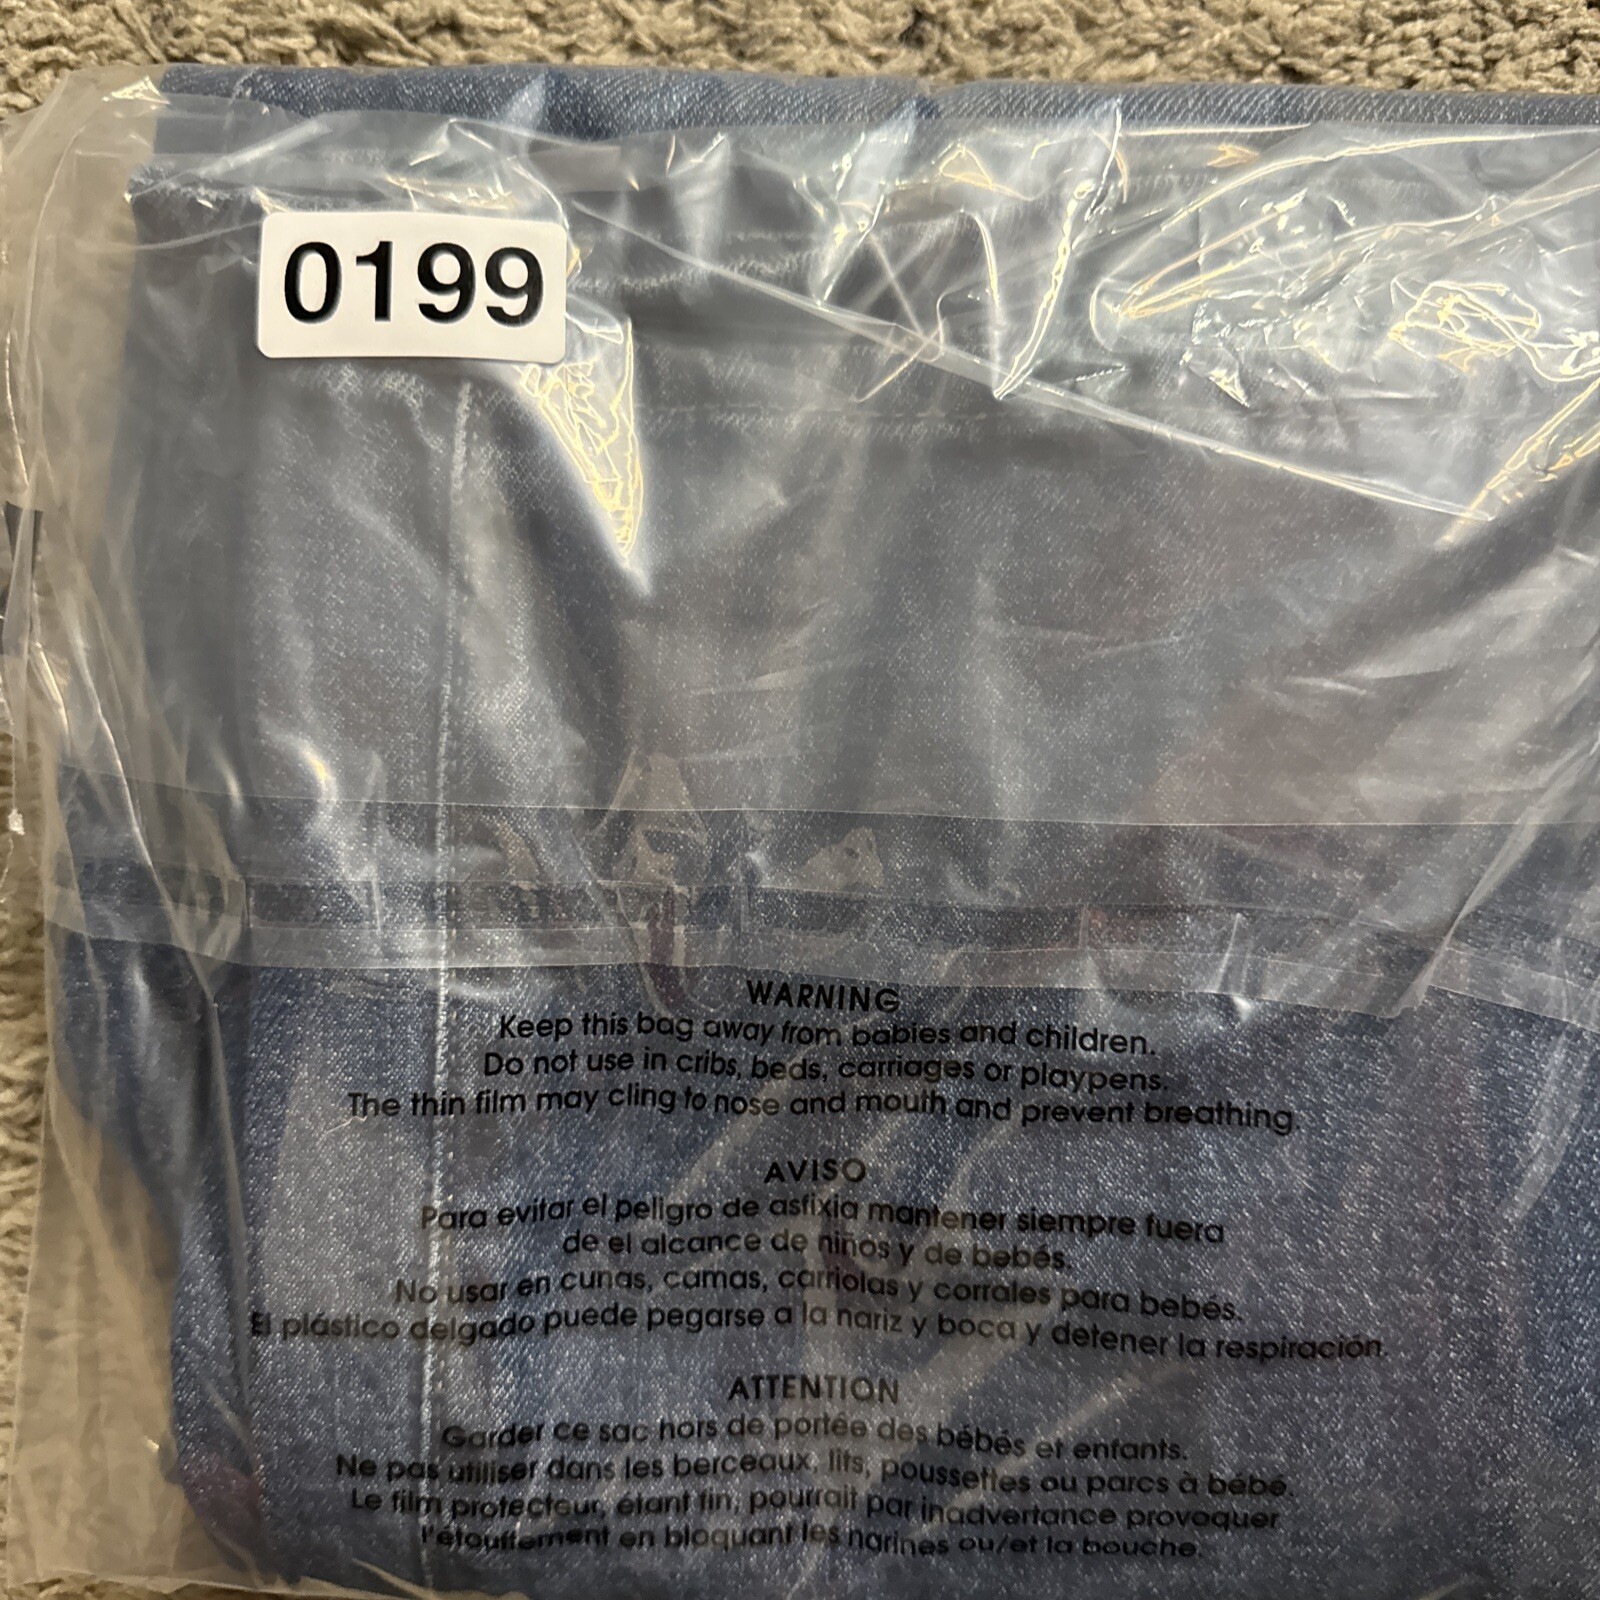 0199
WARNING
Keep this bag away from babies and children.
Do not use in cribs, beds, carriages or playpens.
The thin film may cling to nose and mouth and prevent breathing.
AVISO
Para evitar el peligro de asfixia mantener siempre fuera
de el alcance de niños y de bebés.
No usar en cunas, camas, carriolas y corrales para bebés.
El plástico delgado puede pegarse a la nariz y boca y detener la respiración.
ATTENTION
Garder ce sac hors de portée des bébés et enfants.
Ne pas utiliser dans les berceaux, lits, poussettes ou parcs à bébé.
Le film protecteur, étant fin, pourrait par inadvertance provoquer
l'étouffement en bloquant les narines ou/et la bouche.